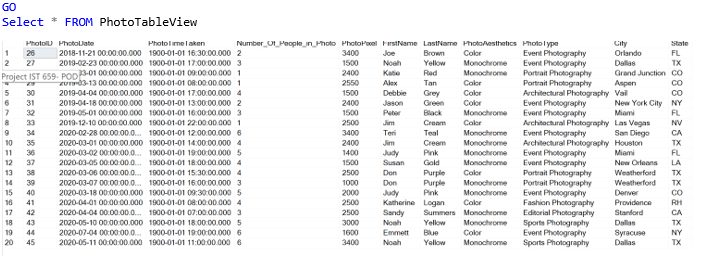 GO
Select * FROM PhotoTableView
PhotoID PhotoDate PhotoTimeTaken Number_Of_People_in_Photo PhotoPixel FirstName LastName PhotoAesthetics PhotoType City State
1 26 2018-11-21 00:00:00.000 1900-01-01 16:30:00.000 2 3400 Joe Brown Color Event Photography Orlando FL
2 27 2019-02-23 00:00:00.000 1900-01-01 17:00:00.000 3 1500 Noah Yellow Monochrome Event Photography Dallas TX
03-01 00:00:00.000 1900-01-01 09:00:00.000 1 2400 Katie Red Monochrome Portrait Photography Grand Junction CO
Project IST 659- POD
29 2019-03-13 00:00:00.000 1900-01-01 08:00:00.000 1 2550 Alex Tan Color Portrait Photography Aspen CO
5 30 2019-04-04 00:00:00.000 1900-01-01 17:00:00.000 4 1500 Debbie Grey Color Architectural Photography Vail CO
6 31 2019-04-18 00:00:00.000 1900-01-01 13:00:00.000 2 2400 Jason Green Color Event Photography New York City NY
7 32 2019-05-01 00:00:00.000 1900-01-01 16:00:00.000 3 1500 Peter Black Monochrome Event Photography Miami FL
8 33 2019-12-10 00:00:00.000 1900-01-01 22:00:00.000 1 2500 Jim Cream Color Architectural Photography Las Vegas NV
9 34 2020-02-28 00:00:00.0... 1900-01-01 12:00:00.000 6 3400 Teri Teal Monochrome Event Photography San Diego CA
10 35 2020-03-01 00:00:00.0... 1900-01-01 14:00:00.000 4 2400 Jim Cream Monochrome Architectural Photography Houston TX
11 36 2020-03-02 00:00:00.0... 1900-01-01 19:00:00.000 5 1400 Judy Pink Monochrome Event Photography Miami FL
12 37 2020-03-05 00:00:00.0... 1900-01-01 18:00:00.000 4 1500 Susan Gold Monochrome Event Photography New Orleans LA
13 38 2020-03-06 00:00:00.0... 1900-01-01 15:30:00.000 4 2500 Don Purple Color Portrait Photography Weatherford TX
14 39 2020-03-07 00:00:00.0... 1900-01-01 16:00:00.000 3 1000 Don Purple Monochrome Portrait Photography Weatherford TX
15 40 2020-03-18 00:00:00.000 1900-01-01 09:30:00.000 5 2000 Judy Pink Monochrome Event Photography Denver CO
16 41 2020-04-01 00:00:00.000 1900-01-01 08:00:00.000 4 2500 Katherine Logan Color Fashion Photography Providence RH
17 42 2020-04-04 00:00:00.000 1900-01-01 07:00:00.000 3 2500 Sandy Summers Monochrome Editorial Photography Stanford CA
18 43 2020-05-10 00:00:00.000 1900-01-01 18:00:00.000 5 3000 Noah Yellow Monochrome Sports Photography Dallas TX
19 44 2020-07-04 00:00:00.000 1900-01-01 19:00:00.000 6 1600 Emmett Blue Color Event Photography Syracuse NY
20 45 2020-05-11 00:00:00.000 1900-01-01 11:00:00.000 6 3400 Noah Yellow Monochrome Sports Photography Dallas TX